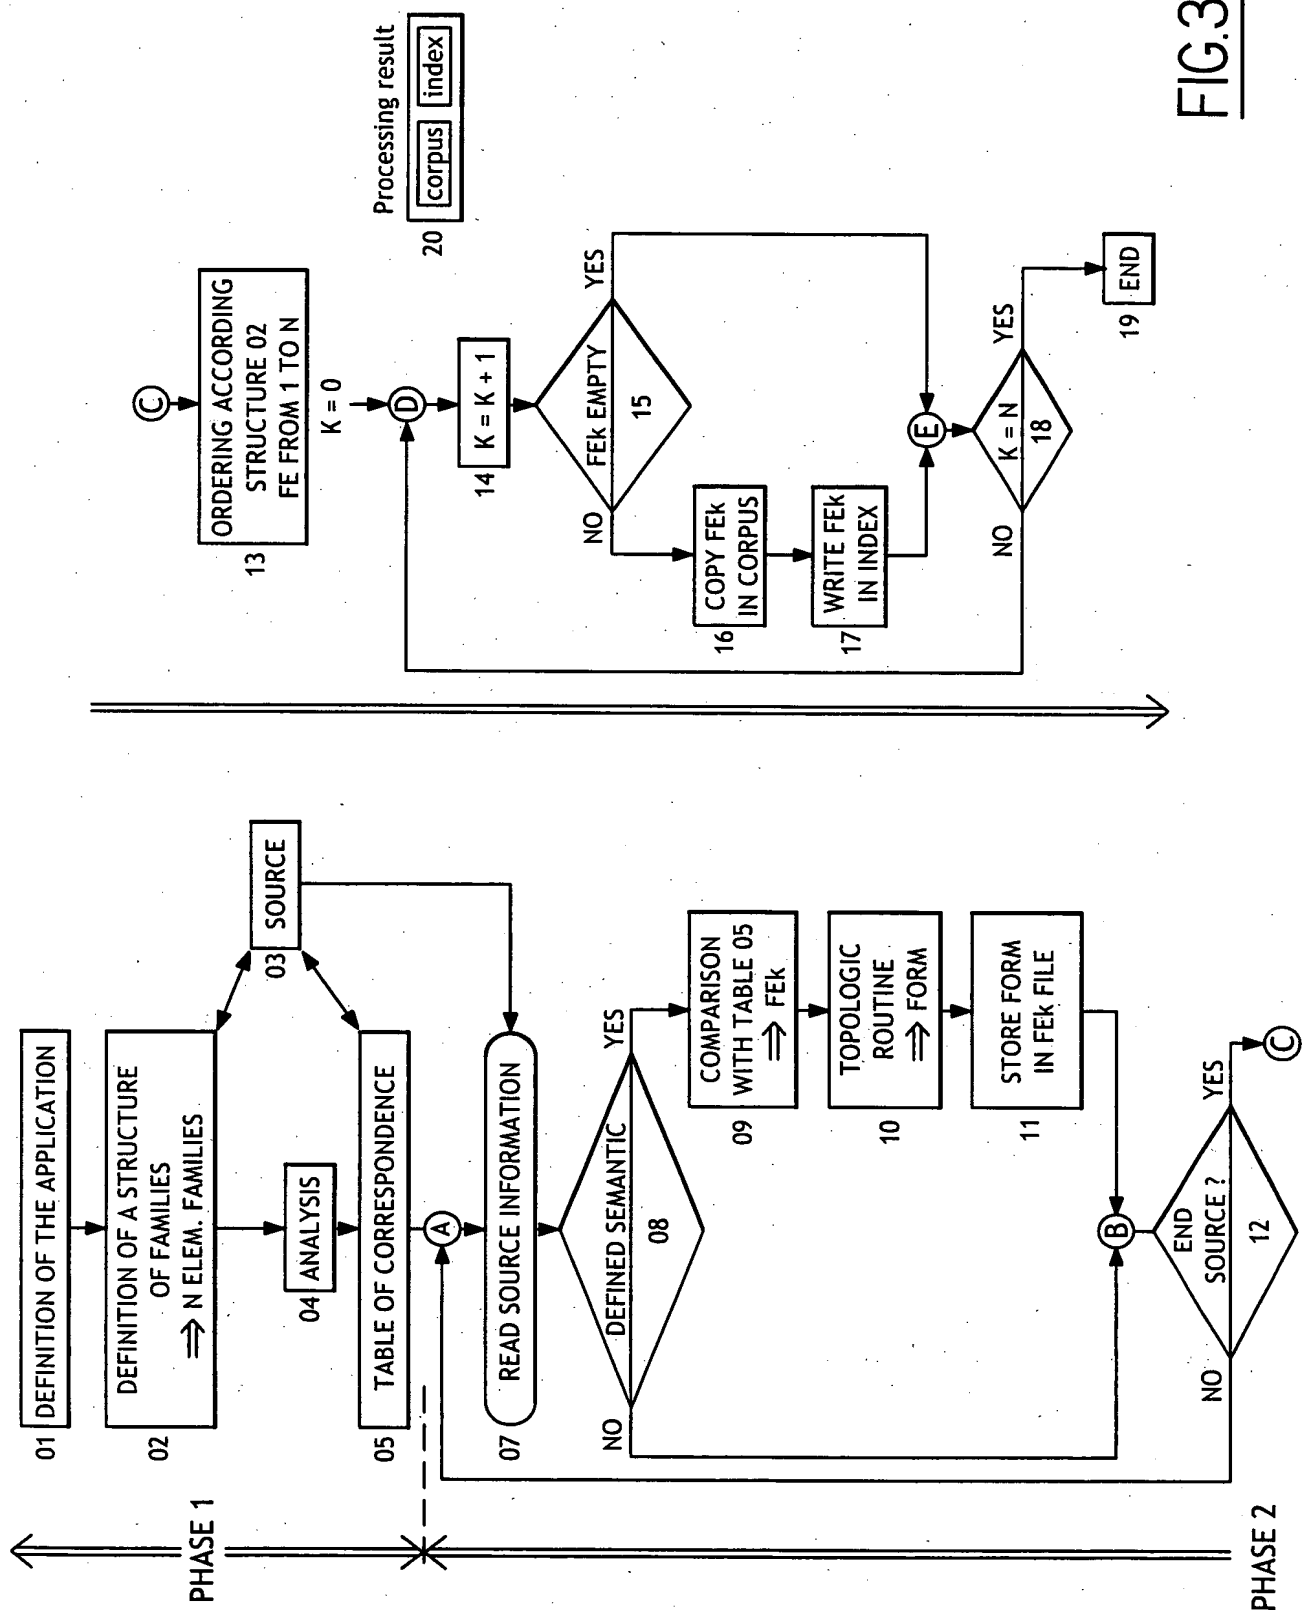 PHASE 1
01 DEFINITION OF THE APPLICATION
02
DEFINITION OF A STRUCTURE
OF FAMILIES
⇒ N ELEM. FAMILIES
03 SOURCE
04 ANALYSIS
05 TABLE OF CORRESPONDENCE
A
07 READ SOURCE INFORMATION
DEFINED SEMANTIC
08
NO
YES
09
COMPARISON
WITH TABLE 05
⇒ FEk
10
TOPOLOGIC
ROUTINE
⇒ FORM
11
STORE FORM
IN FEk FILE
B
END
SOURCE ?
12
NO
YES
C
PHASE 2
C
13
ORDERING ACCORDING
STRUCTURE 02
FE FROM 1 TO N
K = 0
D
14 K = K + 1
FEk EMPTY
15
NO
YES
16
COPY FEk
IN CORPUS
17
WRITE FEk
IN INDEX
E
K = N
18
NO
YES
19 END
Processing result
20 corpus index
FIG.3